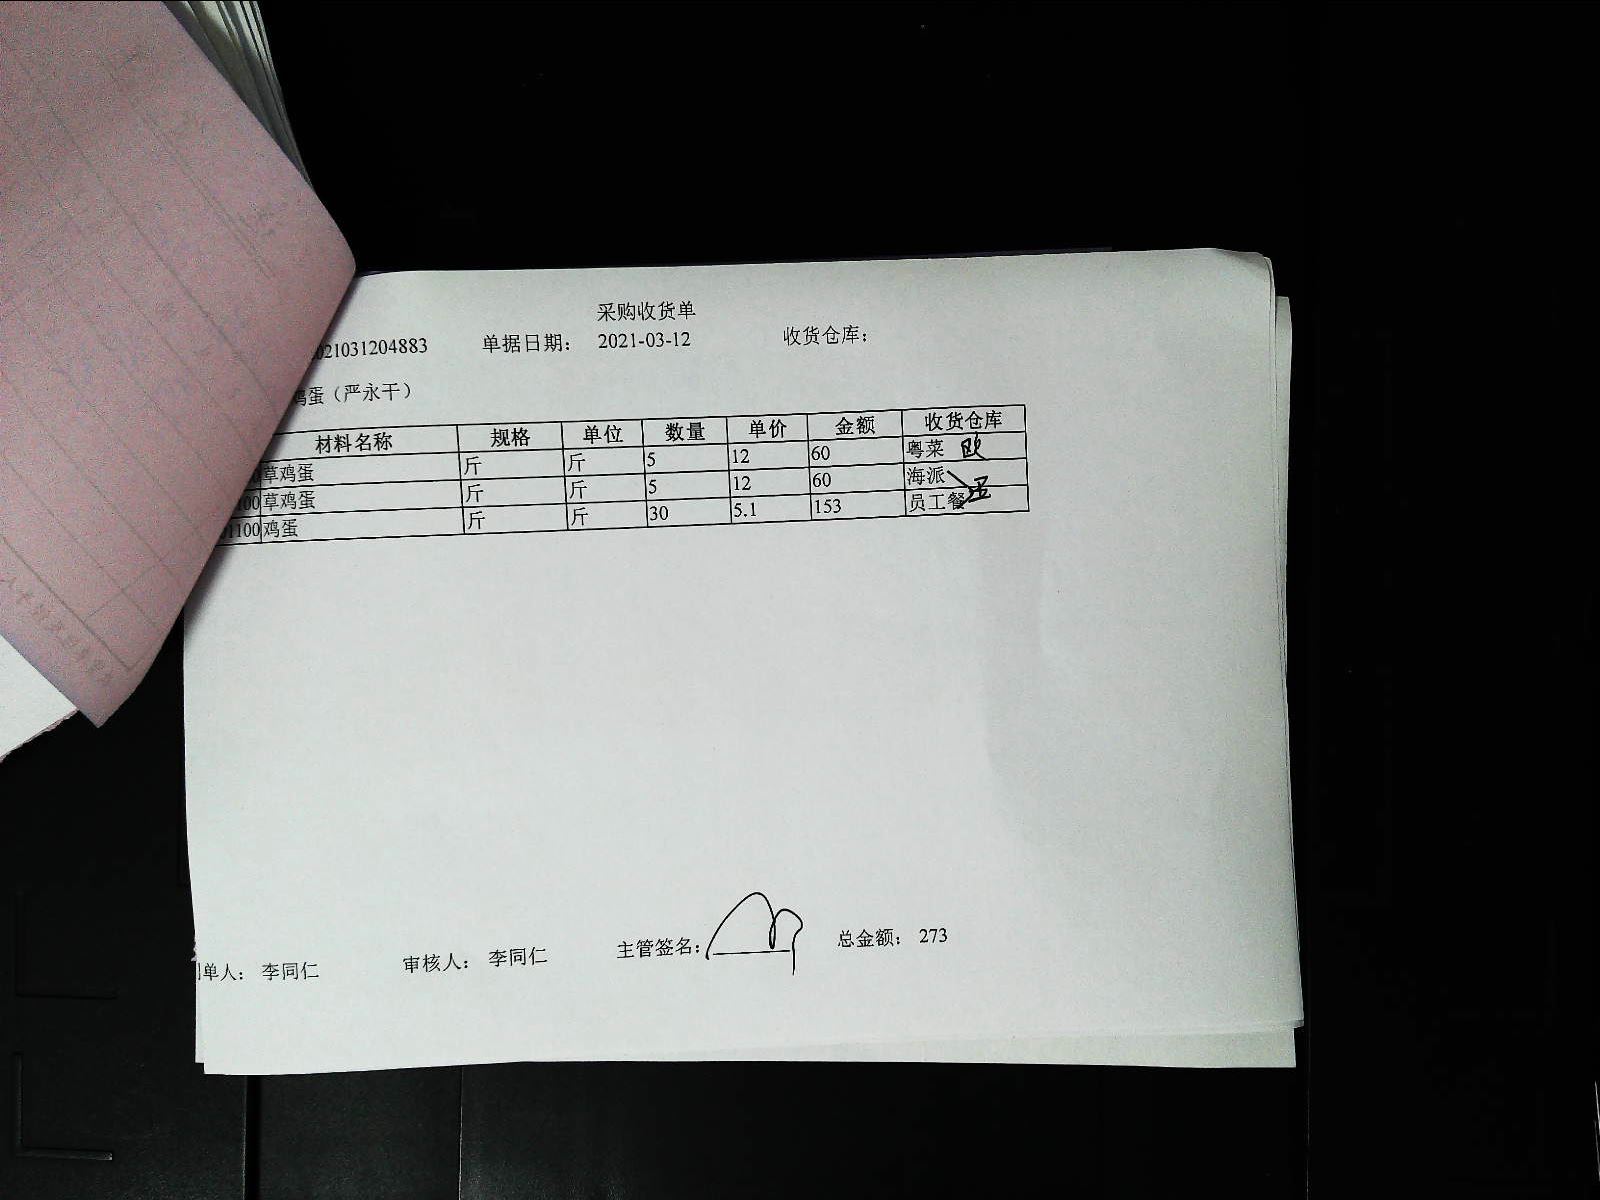 采购收货单
021031204883 单据日期： 2021-03-12 收货仓库：
鸡蛋（严永干）
材料名称 规格 单位 数量 单价 金额 收货仓库
草鸡蛋 斤 斤 5 12 60 粤菜
100 草鸡蛋 斤 斤 5 12 60 海派
1100 鸡蛋 斤 斤 30 5.1 153 员工餐
单人： 李同仁 审核人： 李同仁 主管签名： 总金额： 273